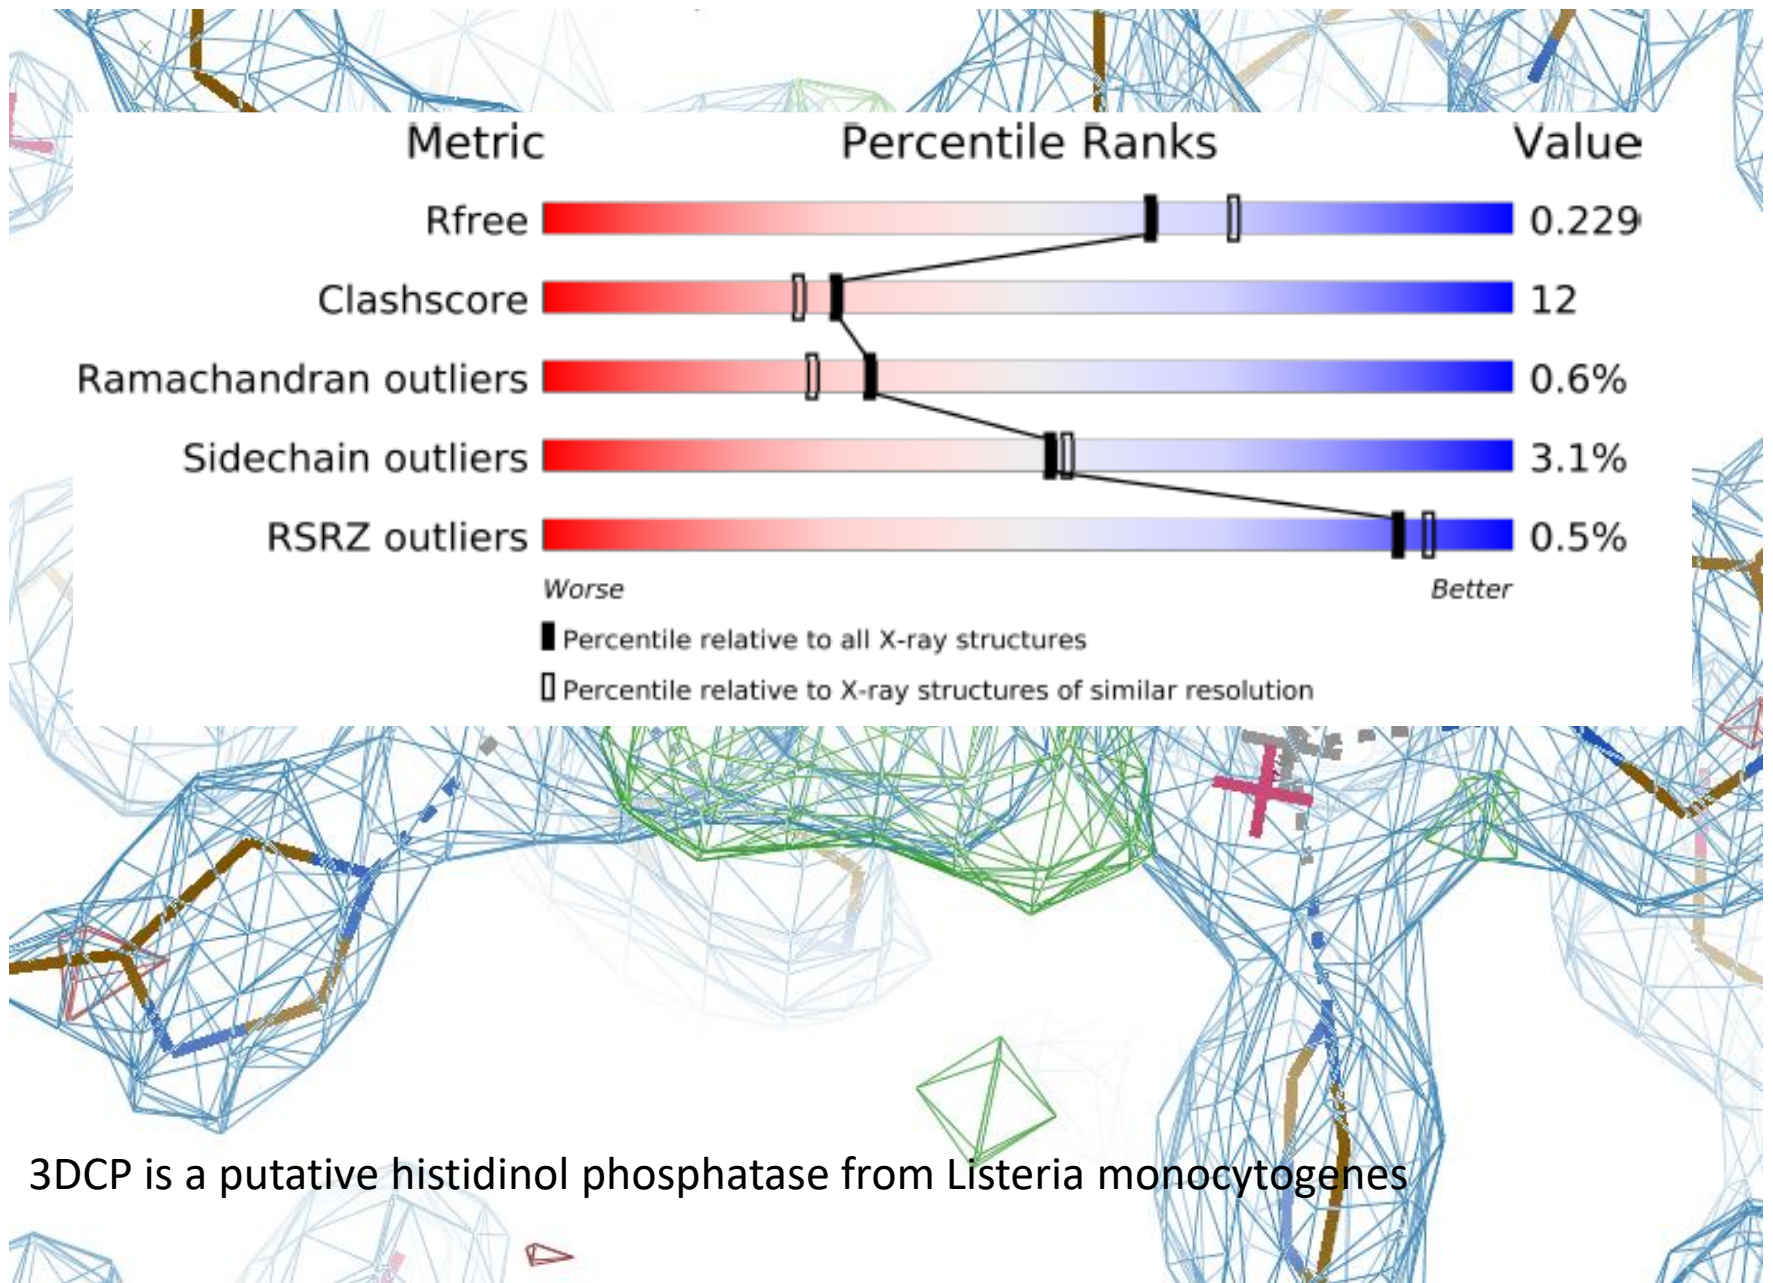 Metric Percentile Ranks Value
Rfree 0.229
Clashscore 12
Ramachandran outliers 0.6%
Sidechain outliers 3.1%
RSRZ outliers 0.5%
Worse Better
Percentile relative to all X-ray structures
Percentile relative to X-ray structures of similar resolution
3DCP is a putative histidinol phosphatase from Listeria monocytogenes